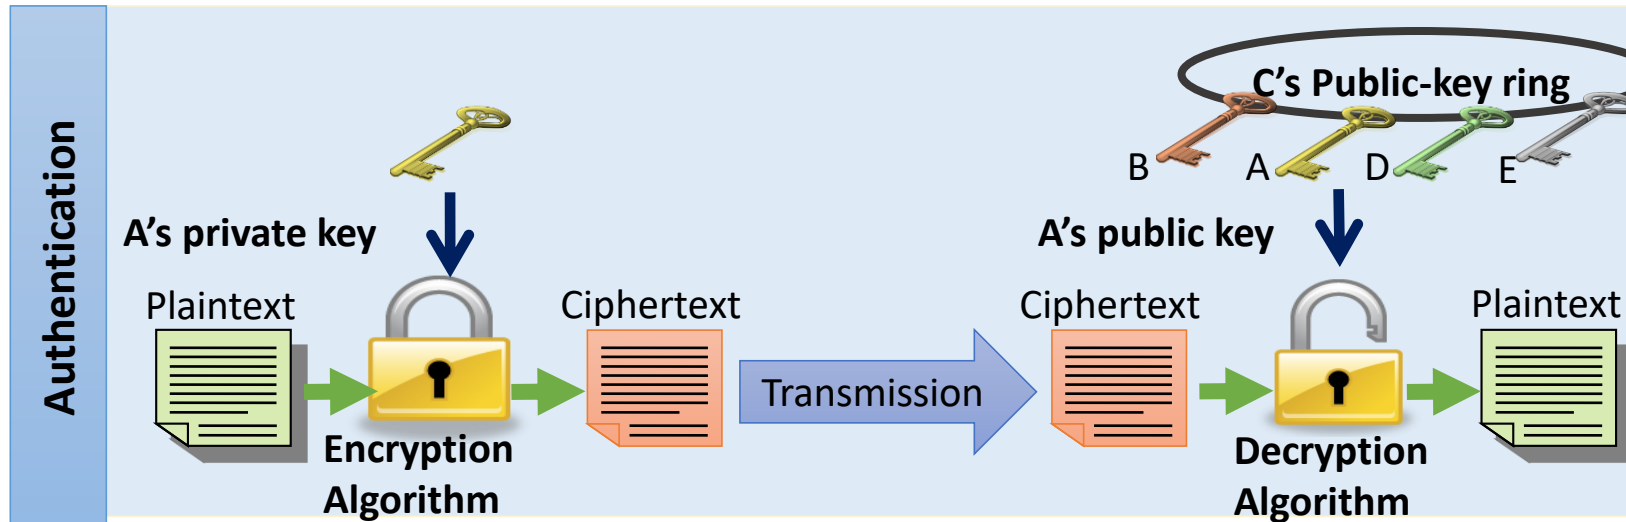 Authentication
C's Public-key ring
B
A
D
E
A's private key
A's public key
Plaintext
Ciphertext
Ciphertext
Plaintext
Transmission
Encryption
Algorithm
Decryption
Algorithm